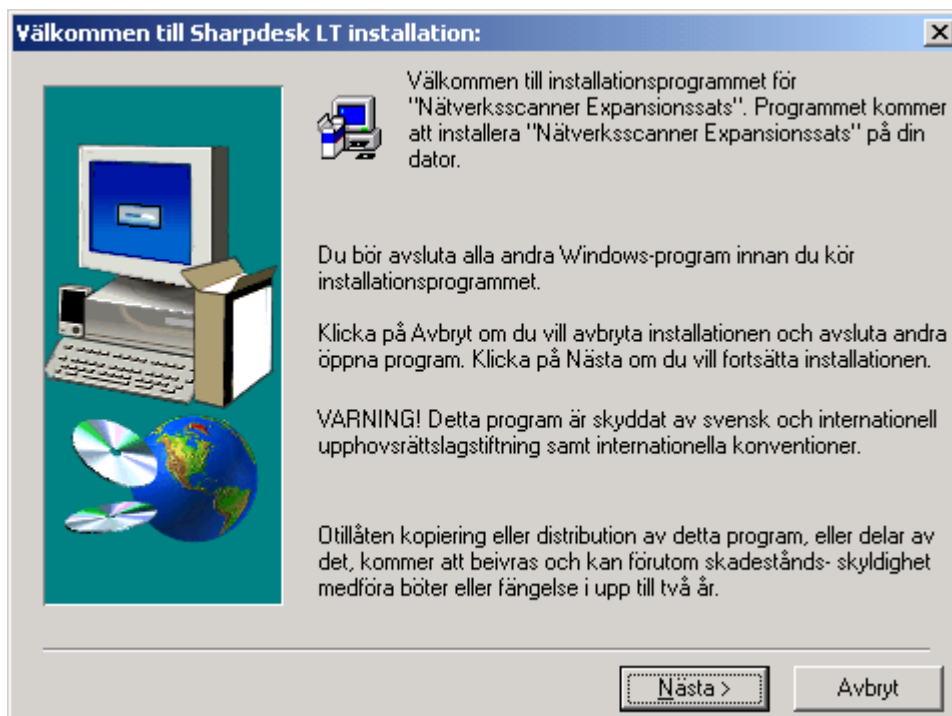 Välkommen till Sharpdesk LT installation:
Välkommen till installationsprogrammet för
"Nätverksscanner Expansionssats". Programmet kommer
att installera "Nätverksscanner Expansionssats" på din
dator.
Du bör avsluta alla andra Windows-program innan du kör
installationsprogrammet.
Klicka på Avbryt om du vill avbryta installationen och avsluta andra
öppna program. Klicka på Nästa om du vill fortsätta installationen.
VARNING! Detta program är skyddat av svensk och internationell
upphovsrättslagstiftning samt internationella konventioner.
Otillåten kopiering eller distribution av detta program, eller delar av
det, kommer att beivras och kan förutom skadestånds- skyldighet
medföra böter eller fängelse i upp till två år.
Nästa >
Avbryt